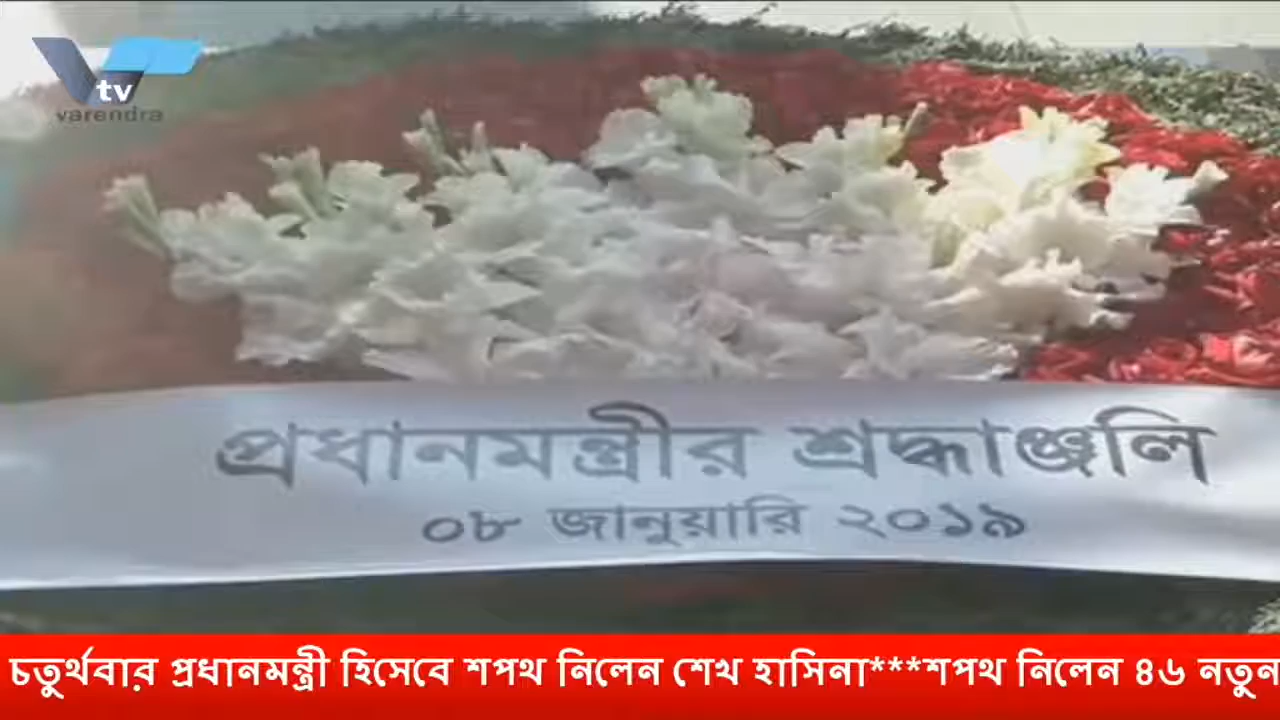 tv
varendra
প্রধানমন্ত্রীর শ্রদ্ধাঞ্জলি
০৮ জানুয়ারি ২০১৯
চতুর্থবার প্রধানমন্ত্রী হিসেবে শপথ নিলেন শেখ হাসিনা***শপথ নিলেন ৪৬ নতুন